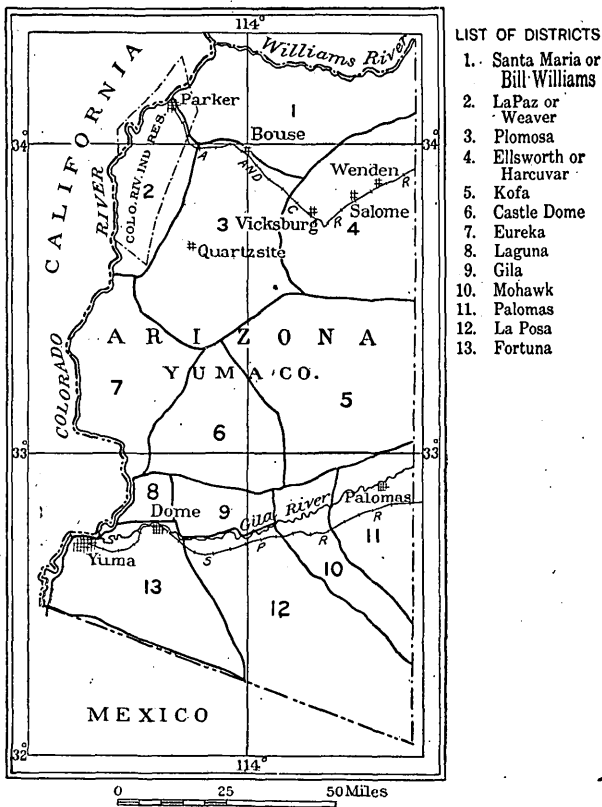 114°
CALIFORNIA
Williams River
Parker
1
34°
34°
Bouse
COLO. RIV. IND. RES.
A AND C R R
RIVER
2
Wenden
3
Vicksburg
Salome
4
Quartzsite
ARIZONA
YUMA CO.
COLORADO
7
5
6
33°
33°
8
Palomas
Dome
Gila River
9
S P R R
11
Yuma
10
13
12
MEXICO
32°
114°
0 25 50 Miles
LIST OF DISTRICTS
1. Santa Maria or
Bill Williams
2. LaPaz or
Weaver
3. Plomosa
4. Ellsworth or
Harcuvar
5. Kofa
6. Castle Dome
7. Eureka
8. Laguna
9. Gila
10. Mohawk
11. Palomas
12. La Posa
13. Fortuna